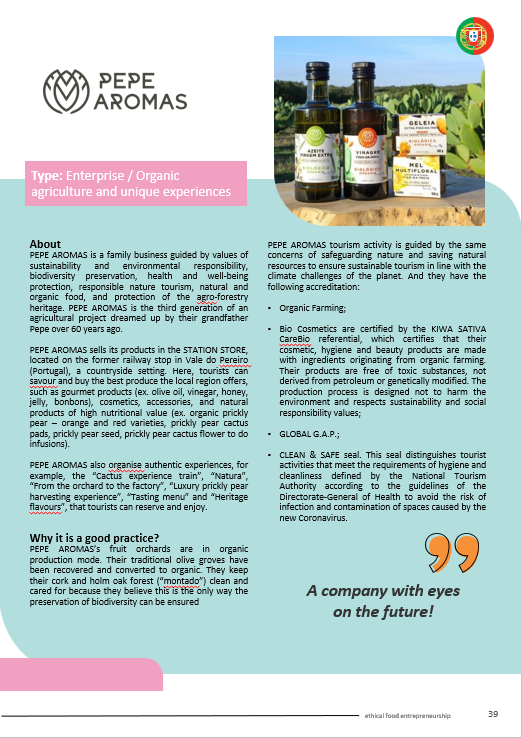 PEPE
AROMAS
AZEITE
VIRGEM EXTRA
BIOLÓGICO
VINAGRE
FIGO-DA-ÍNDIA
BIOLÓGICO
GELEIA
EXTRA FIGO-DA-ÍNDIA
BIOLÓGICA
MEL
MULTIFLORAL
Type: Enterprise / Organic
agriculture and unique experiences
About
PEPE AROMAS is a family business guided by values of
sustainability and environmental responsibility,
biodiversity preservation, health and well-being
protection, responsible nature tourism, natural and
organic food, and protection of the agro-forestry
heritage. PEPE AROMAS is the third generation of an
agricultural project dreamed up by their grandfather
Pepe over 60 years ago.
PEPE AROMAS sells its products in the STATION STORE,
located on the former railway stop in Vale do Pereiro
(Portugal), a countryside setting. Here, tourists can
savour and buy the best produce the local region offers,
such as gourmet products (ex. olive oil, vinegar, honey,
jelly, bonbons), cosmetics, accessories, and natural
products of high nutritional value (ex. organic prickly
pear – orange and red varieties, prickly pear cactus
pads, prickly pear seed, prickly pear cactus flower to do
infusions).
PEPE AROMAS also organise authentic experiences, for
example, the "Cactus experience train", "Natura",
"From the orchard to the factory", "Luxury prickly pear
harvesting experience", "Tasting menu" and "Heritage
flavours", that tourists can reserve and enjoy.
Why it is a good practice?
PEPE AROMAS's fruit orchards are in organic
production mode. Their traditional olive groves have
been recovered and converted to organic. They keep
their cork and holm oak forest ("montado") clean and
cared for because they believe this is the only way the
preservation of biodiversity can be ensured
PEPE AROMAS tourism activity is guided by the same
concerns of safeguarding nature and saving natural
resources to ensure sustainable tourism in line with the
climate challenges of the planet. And they have the
following accreditation:
• Organic Farming;
• Bio Cosmetics are certified by the KIWA SATIVA
CareBio referential, which certifies that their
cosmetic, hygiene and beauty products are made
with ingredients originating from organic farming.
Their products are free of toxic substances, not
derived from petroleum or genetically modified. The
production process is designed not to harm the
environment and respects sustainability and social
responsibility values;
• GLOBAL G.A.P.;
• CLEAN & SAFE seal. This seal distinguishes tourist
activities that meet the requirements of hygiene and
cleanliness defined by the National Tourism
Authority according to the guidelines of the
Directorate-General of Health to avoid the risk of
infection and contamination of spaces caused by the
new Coronavirus.
A company with eyes
on the future!
ethical food entrepreneurship
39